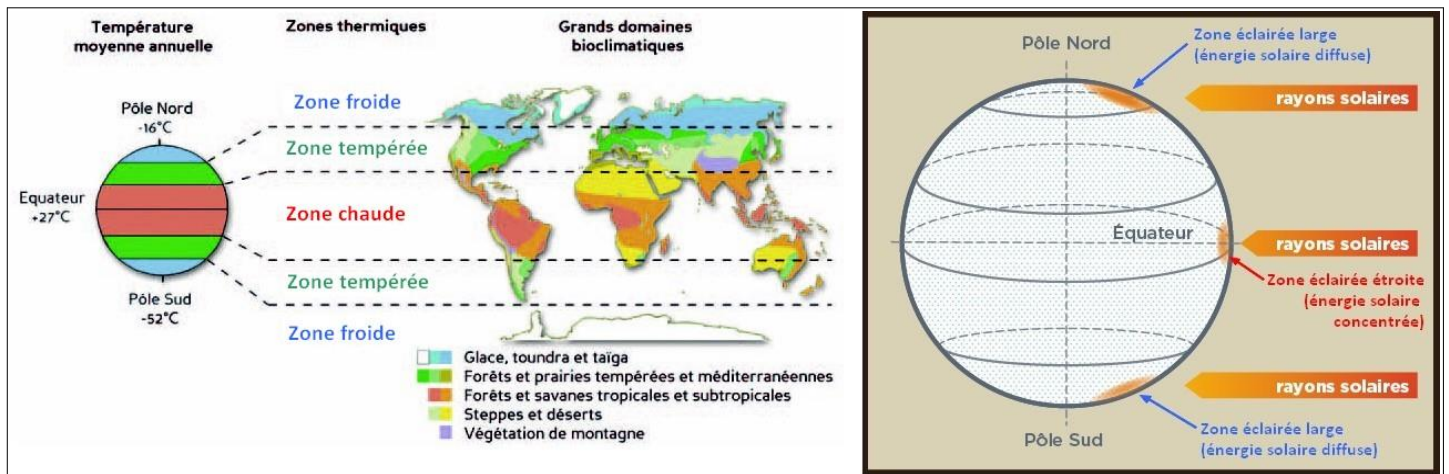 Température
moyenne annuelle
Zones thermiques
Grands domaines
bioclimatiques
Pôle Nord
-16°C
Equateur
+27°C
Pôle Sud
-52°C
Zone froide
Zone tempérée
Zone chaude
Zone tempérée
Zone froide
Glace, toundra et taïga
Forêts et prairies tempérées et méditerranéennes
Forêts et savanes tropicales et subtropicales
Steppes et déserts
Végétation de montagne
Zone éclairée large
(énergie solaire diffuse)
Pôle Nord
rayons solaires
Équateur
rayons solaires
Zone éclairée étroite
(énergie solaire
concentrée)
rayons solaires
Pôle Sud
Zone éclairée large
(énergie solaire diffuse)